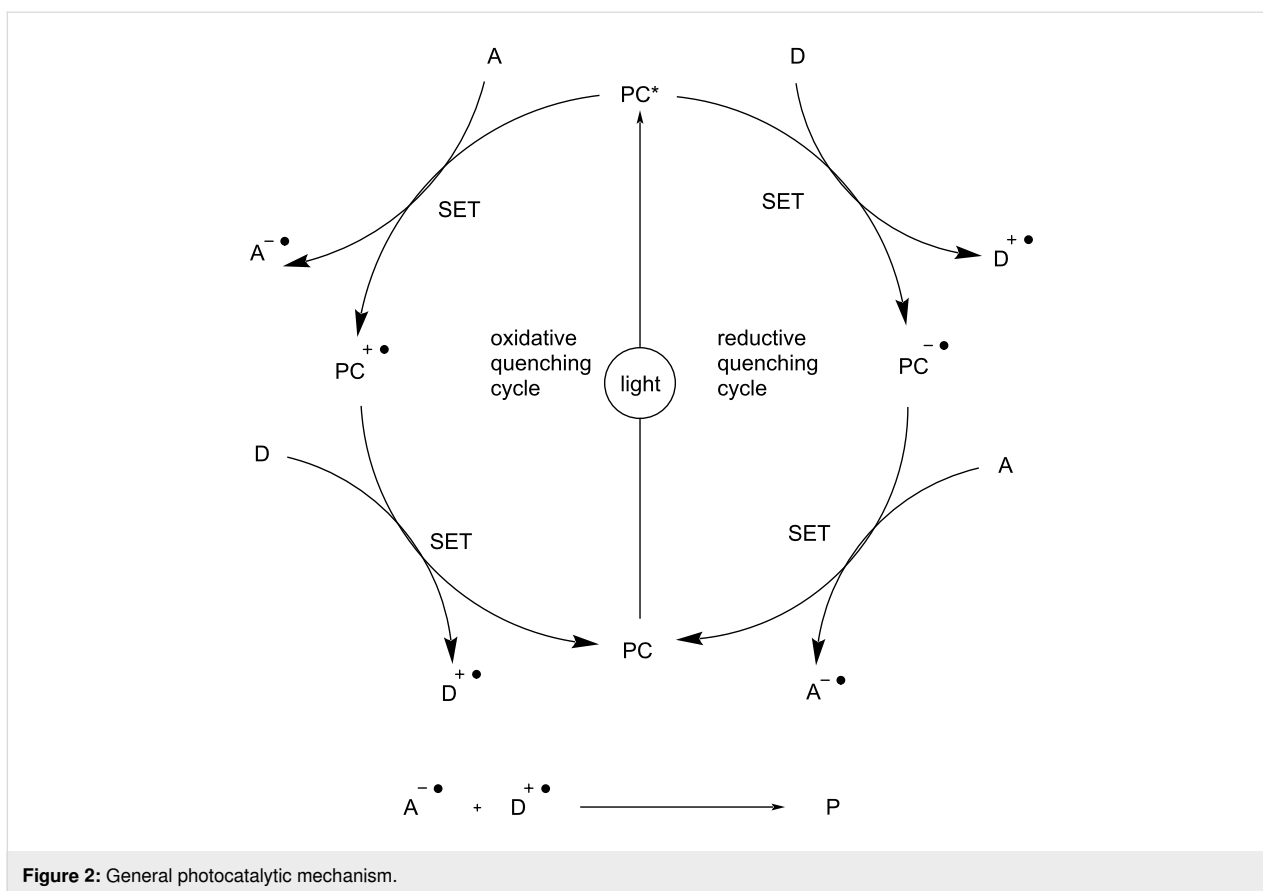 A
D
PC*
SET
SET
A−•
D+•
PC+•
oxidative
quenching
cycle
light
reductive
quenching
cycle
PC−•
D
A
SET
SET
PC
D+•
A−•
A−• + D+• P
Figure 2: General photocatalytic mechanism.